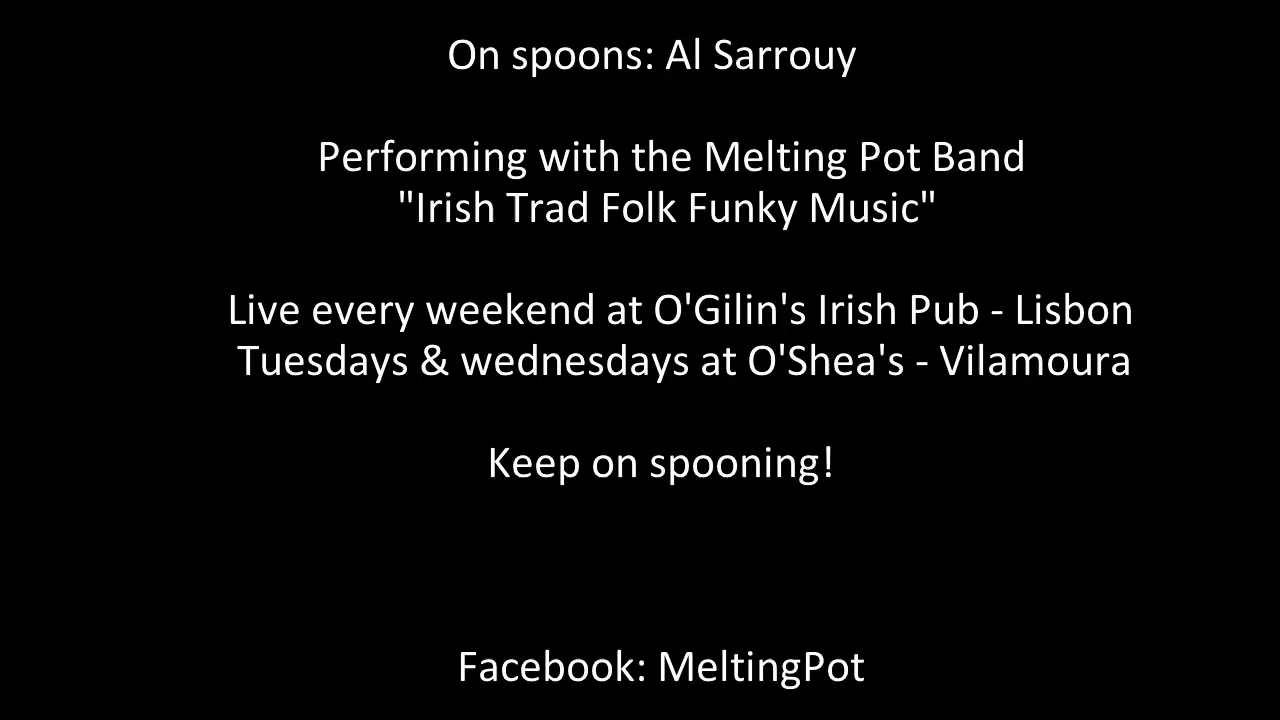 On spoons: Al Sarrouy
Performing with the Melting Pot Band
"Irish Trad Folk Funky Music"
Live every weekend at O'Gilin's Irish Pub - Lisbon
Tuesdays & wednesdays at O'Shea's - Vilamoura
Keep on spooning!
Facebook: MeltingPot